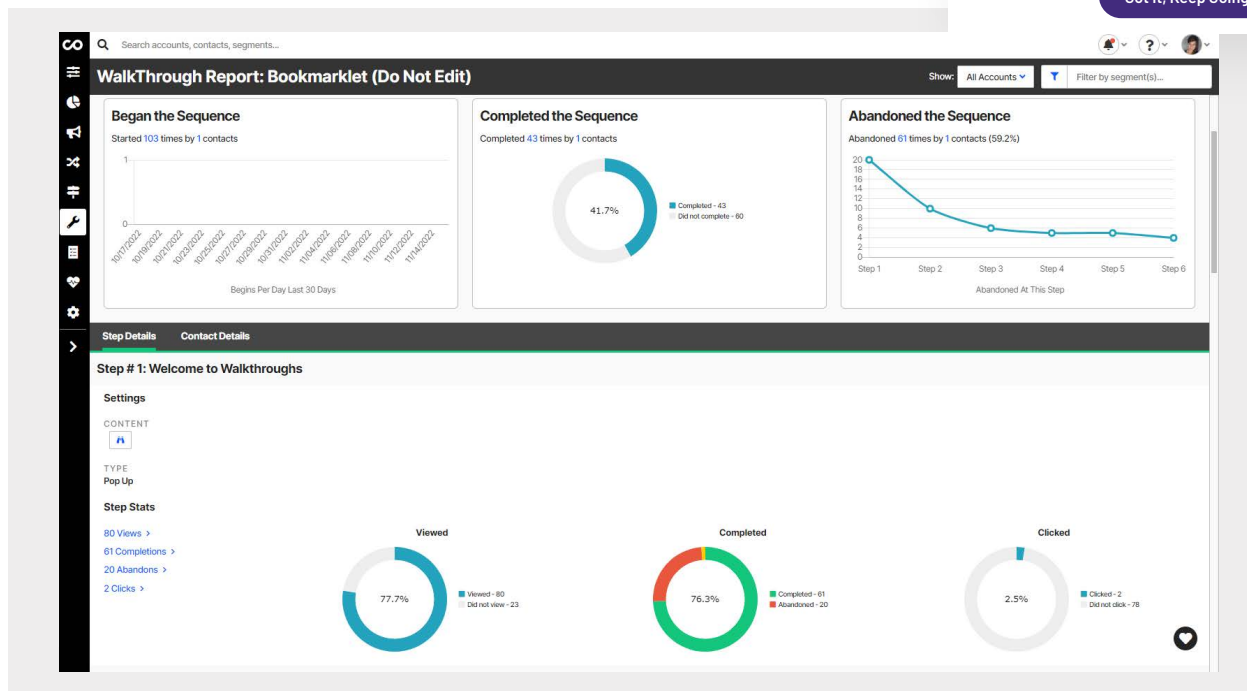 Got it, Keep Going
Search accounts, contacts, segments...
WalkThrough Report: Bookmarklet (Do Not Edit)
Show: All Accounts
Filter by segment(s)...
Began the Sequence
Started 103 times by 1 contacts
1
0
10/17/2022 10/19/2022 10/21/2022 10/23/2022 10/25/2022 10/27/2022 10/29/2022 10/31/2022 11/02/2022 11/04/2022 11/06/2022 11/08/2022 11/10/2022 11/12/2022 11/14/2022
Begins Per Day Last 30 Days
Completed the Sequence
Completed 43 times by 1 contacts
41.7%
Completed - 43
Did not complete - 60
Abandoned the Sequence
Abandoned 61 times by 1 contacts (59.2%)
20
18
16
14
12
10
8
6
4
2
0
Step 1 Step 2 Step 3 Step 4 Step 5 Step 6
Abandoned At This Step
Step Details Contact Details
Step # 1: Welcome to Walkthroughs
Settings
CONTENT
TYPE
Pop Up
Step Stats
80 Views >
61 Completions >
20 Abandons >
2 Clicks >
Viewed
77.7%
Viewed - 80
Did not view - 23
Completed
76.3%
Completed - 61
Abandoned - 20
Clicked
2.5%
Clicked - 2
Did not click - 78